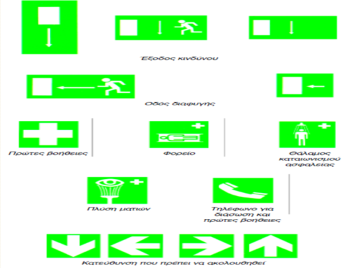 Έξοδος κινδύνου
Οδός διαφυγής
Πρώτες βοήθειες
Φορείο
Θάλαμος
καταιωνισμού
ασφαλείας
Πλύση ματιών
Τηλέφωνο για
διάσωση και
πρώτες βοήθειες
Κατεύθυνση που πρέπει να ακολουθηθεί